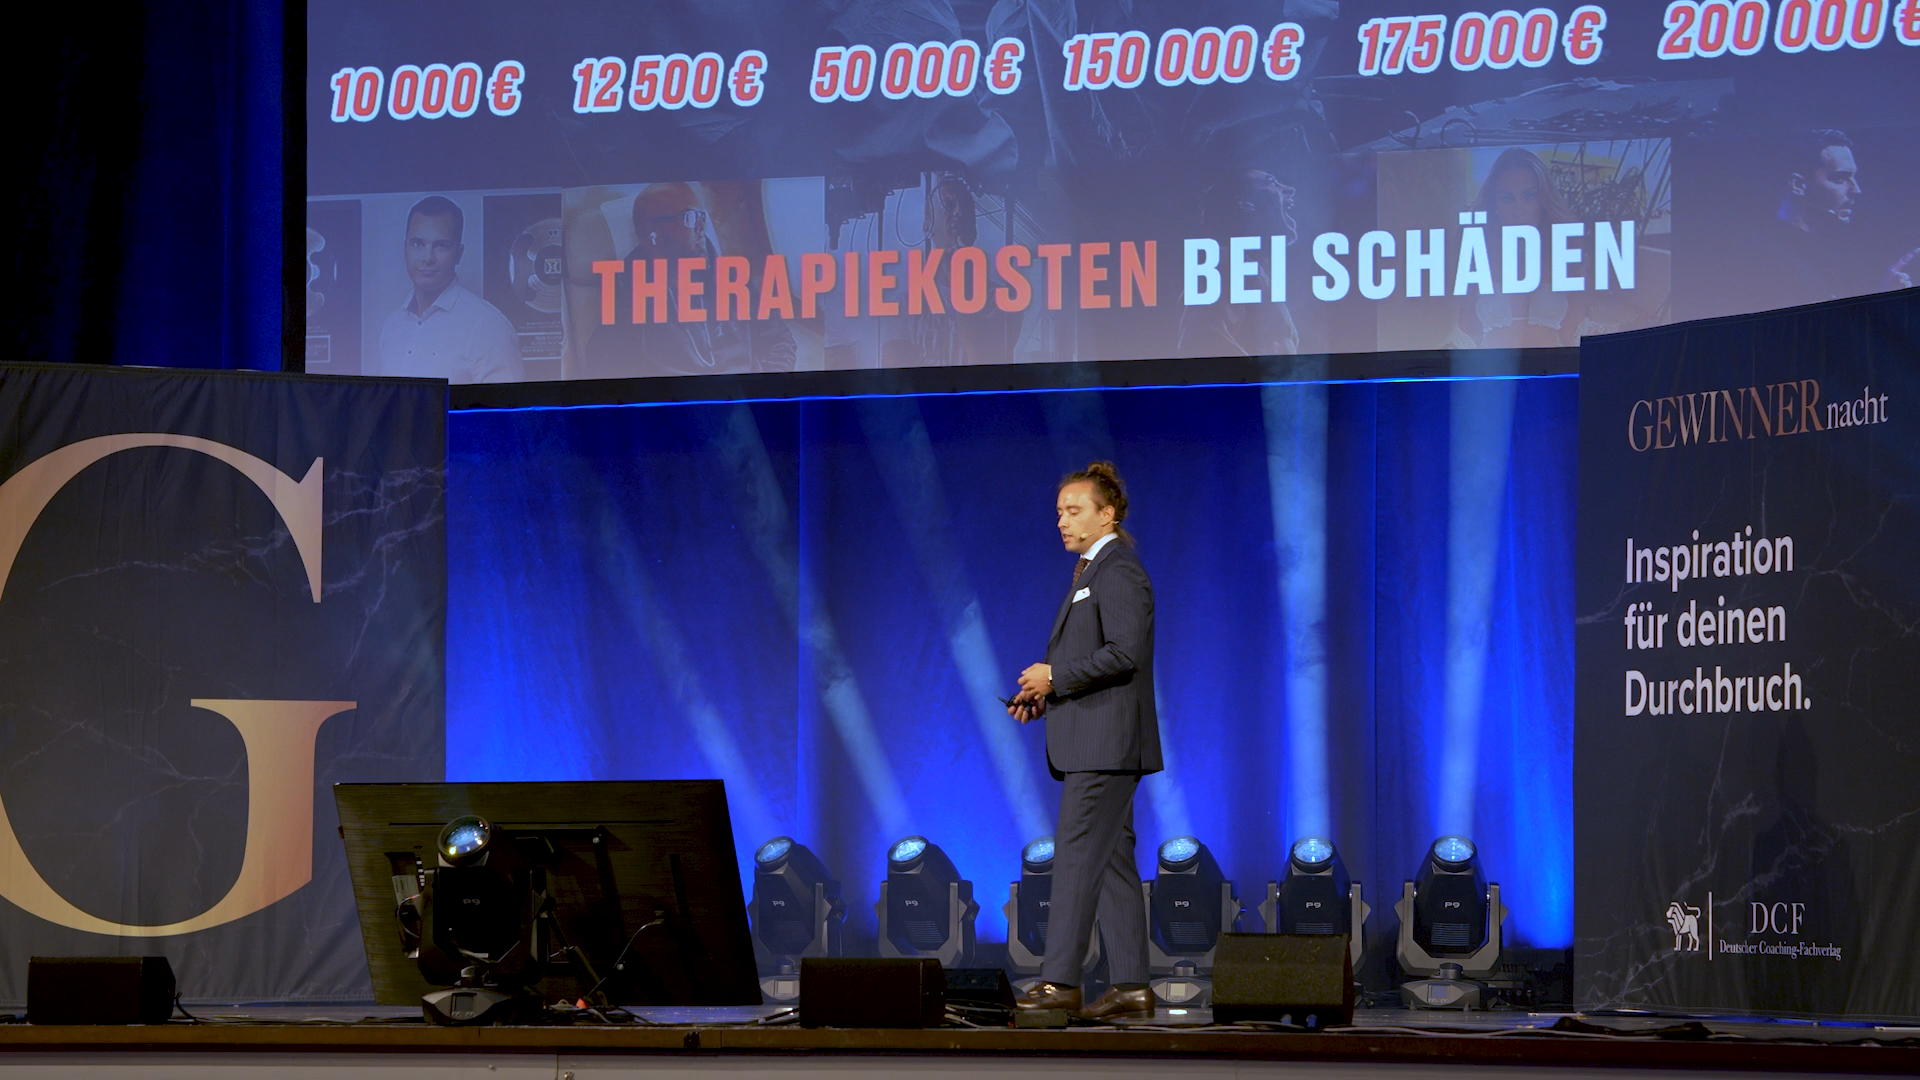 10 000 € 12 500 € 50 000 € 150 000 € 175 000 € 200 000 €
THERAPIEKOSTEN BEI SCHÄDEN
G
GEWINNERnacht
Inspiration
für deinen
Durchbruch.
DCF
Deutscher Coaching-Fachverlag
P9 P9 P9 P9 P9 P9